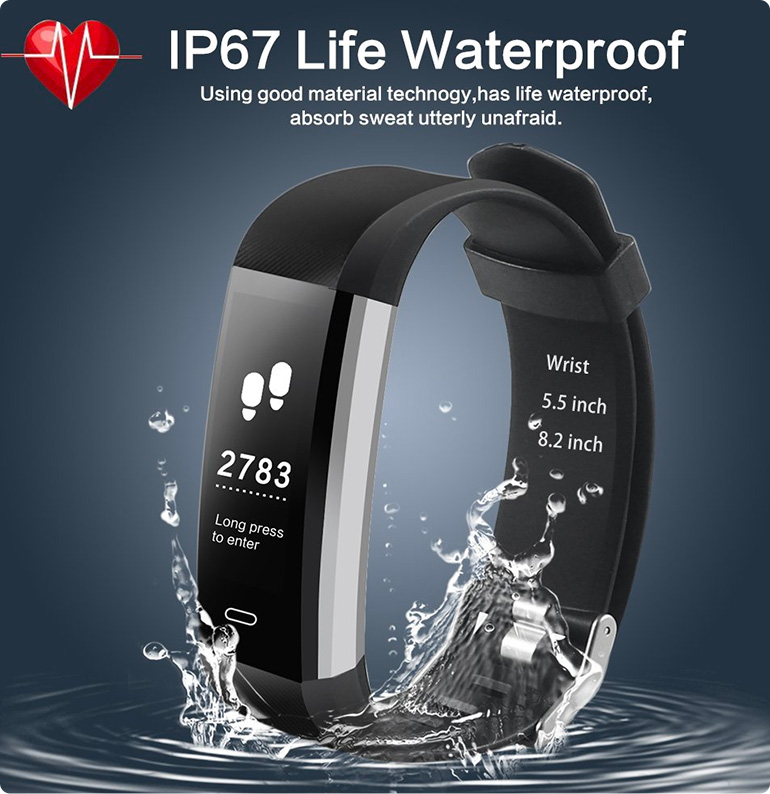 IP67 Life Waterproof
Using good material technogy,has life waterproof,
absorb sweat utterly unafraid.
Wrist
5.5 inch
8.2 inch
2783
Long press
to enter